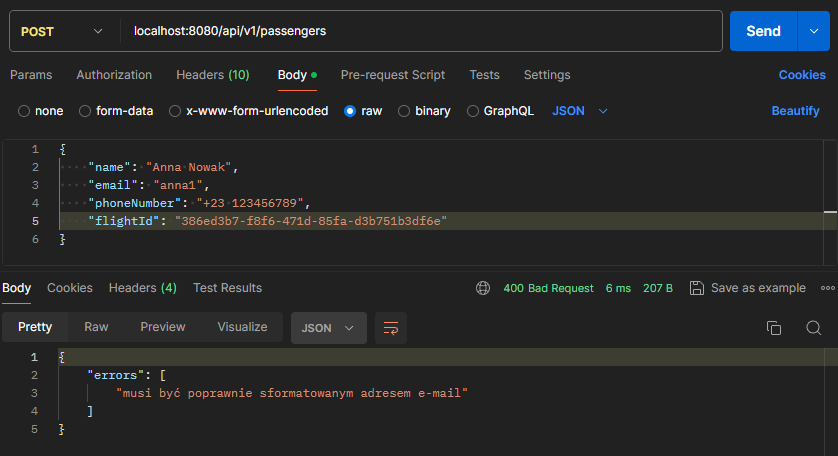 POST localhost:8080/api/v1/passengers Send
Params Authorization Headers (10) Body Pre-request Script Tests Settings Cookies
none form-data x-www-form-urlencoded raw binary GraphQL JSON Beautify
1 {
2 "name": "Anna Nowak",
3 "email": "anna1",
4 "phoneNumber": "+23 123456789",
5 "flightId": "386ed3b7-f8f6-471d-85fa-d3b751b3df6e"
6 }
Body Cookies Headers (4) Test Results 400 Bad Request 6 ms 207 B Save as example
Pretty Raw Preview Visualize JSON
1 {
2 "errors": [
3 "musi być poprawnie sformatowanym adresem e-mail"
4 ]
5 }